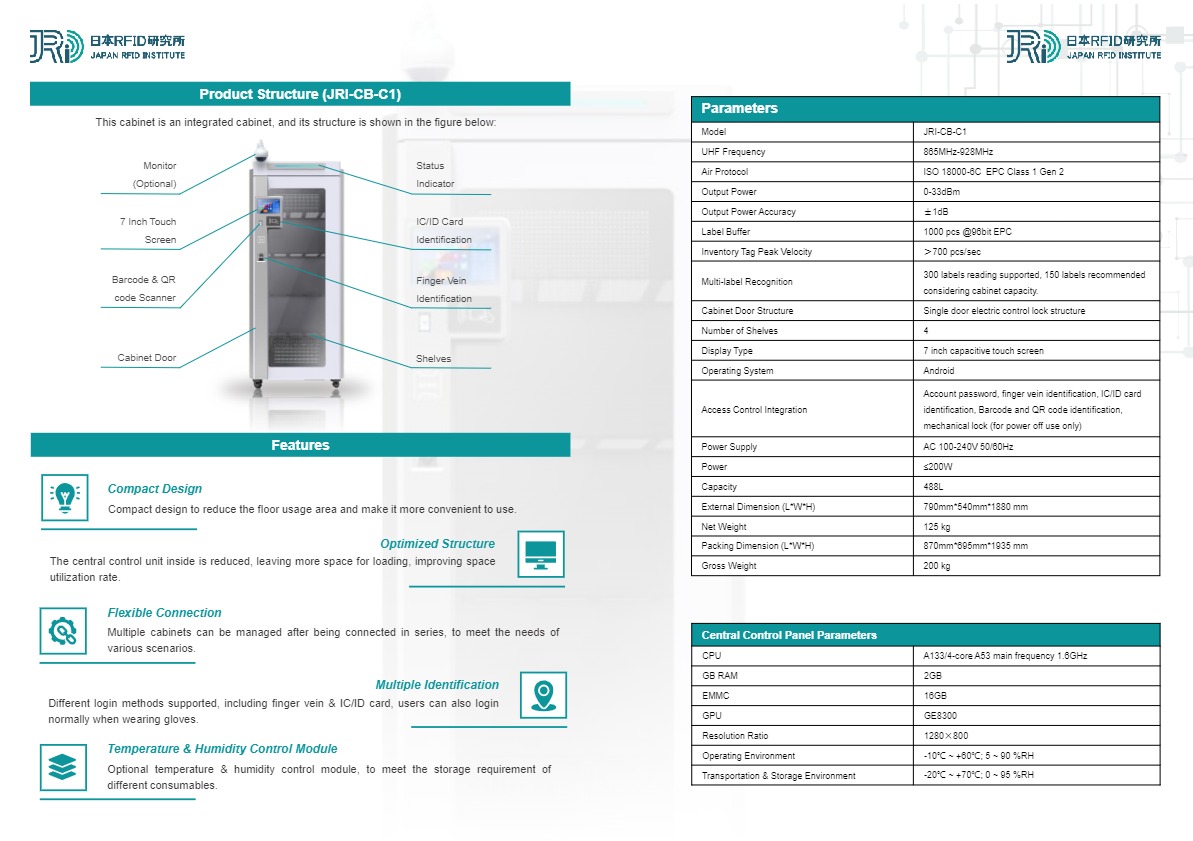 日本RFID研究所
JAPAN RFID INSTITUTE
Product Structure (JRI-CB-C1)
This cabinet is an integrated cabinet, and its structure is shown in the figure below:
Monitor
(Optional)
7 Inch Touch
Screen
Barcode & QR
code Scanner
Cabinet Door
Status
Indicator
IC/ID Card
Identification
Finger Vein
Identification
Shelves
Features
Compact Design
Compact design to reduce the floor usage area and make it more convenient to use.
Optimized Structure
The central control unit inside is reduced, leaving more space for loading, improving space
utilization rate.
Flexible Connection
Multiple cabinets can be managed after being connected in series, to meet the needs of
various scenarios.
Multiple Identification
Different login methods supported, including finger vein & IC/ID card, users can also login
normally when wearing gloves.
Temperature & Humidity Control Module
Optional temperature & humidity control module, to meet the storage requirement of
different consumables.
日本RFID研究所
JAPAN RFID INSTITUTE
Parameters
Model JRI-CB-C1
UHF Frequency 865MHz-928MHz
Air Protocol ISO 18000-6C EPC Class 1 Gen 2
Output Power 0-33dBm
Output Power Accuracy ±1dB
Label Buffer 1000 pcs @96bit EPC
Inventory Tag Peak Velocity ＞700 pcs/sec
Multi-label Recognition 300 labels reading supported, 150 labels recommended
considering cabinet capacity.
Cabinet Door Structure Single door electric control lock structure
Number of Shelves 4
Display Type 7 inch capacitive touch screen
Operating System Android
Access Control Integration Account password, finger vein identification, IC/ID card
identification, Barcode and QR code identification,
mechanical lock (for power off use only)
Power Supply AC 100-240V 50/60Hz
Power ≤200W
Capacity 488L
External Dimension (L*W*H) 790mm*540mm*1880 mm
Net Weight 125 kg
Packing Dimension (L*W*H) 870mm*695mm*1935 mm
Gross Weight 200 kg
Central Control Panel Parameters
CPU A133/4-core A53 main frequency 1.6GHz
GB RAM 2GB
EMMC 16GB
GPU GE8300
Resolution Ratio 1280×800
Operating Environment -10℃ ~ +60℃; 5 ~ 90 %RH
Transportation & Storage Environment -20℃ ~ +70℃; 0 ~ 95 %RH